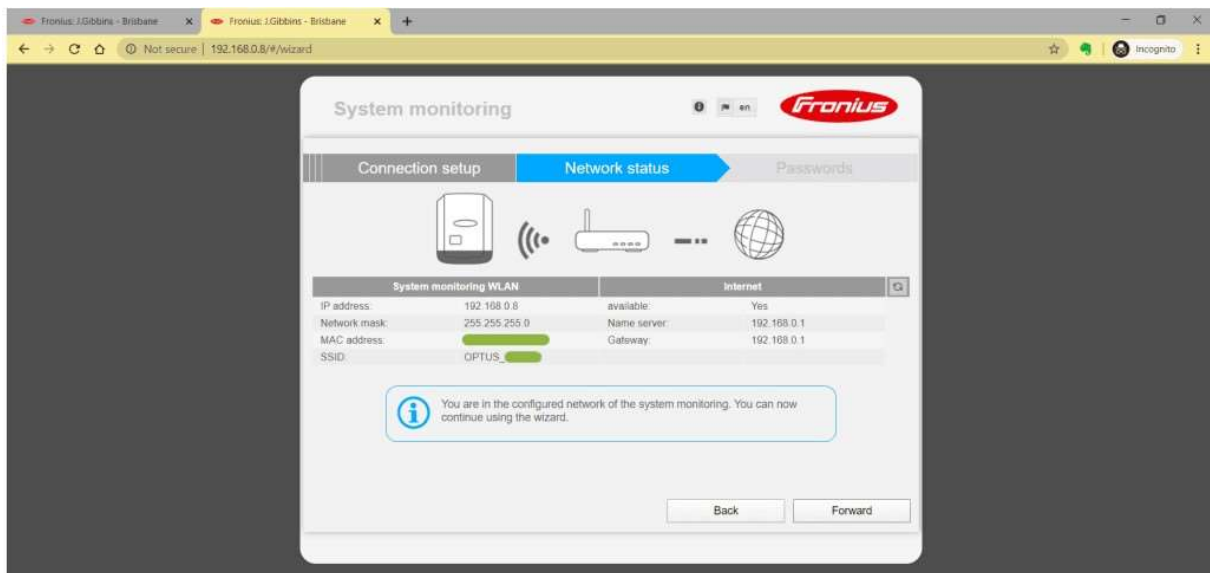 Fronius: J.Gibbins - Brisbane
Fronius: J.Gibbins - Brisbane
Not secure | 192.168.0.8/#/wizard
Incognito
System monitoring
en
Fronius
Connection setup
Network status
Passwords
System monitoring WLAN
Internet
IP address: 192.168.0.8 available: Yes
Network mask: 255.255.255.0 Name server: 192.168.0.1
MAC address: Gateway: 192.168.0.1
SSID: OPTUS_
You are in the configured network of the system monitoring. You can now
continue using the wizard.
Back
Forward